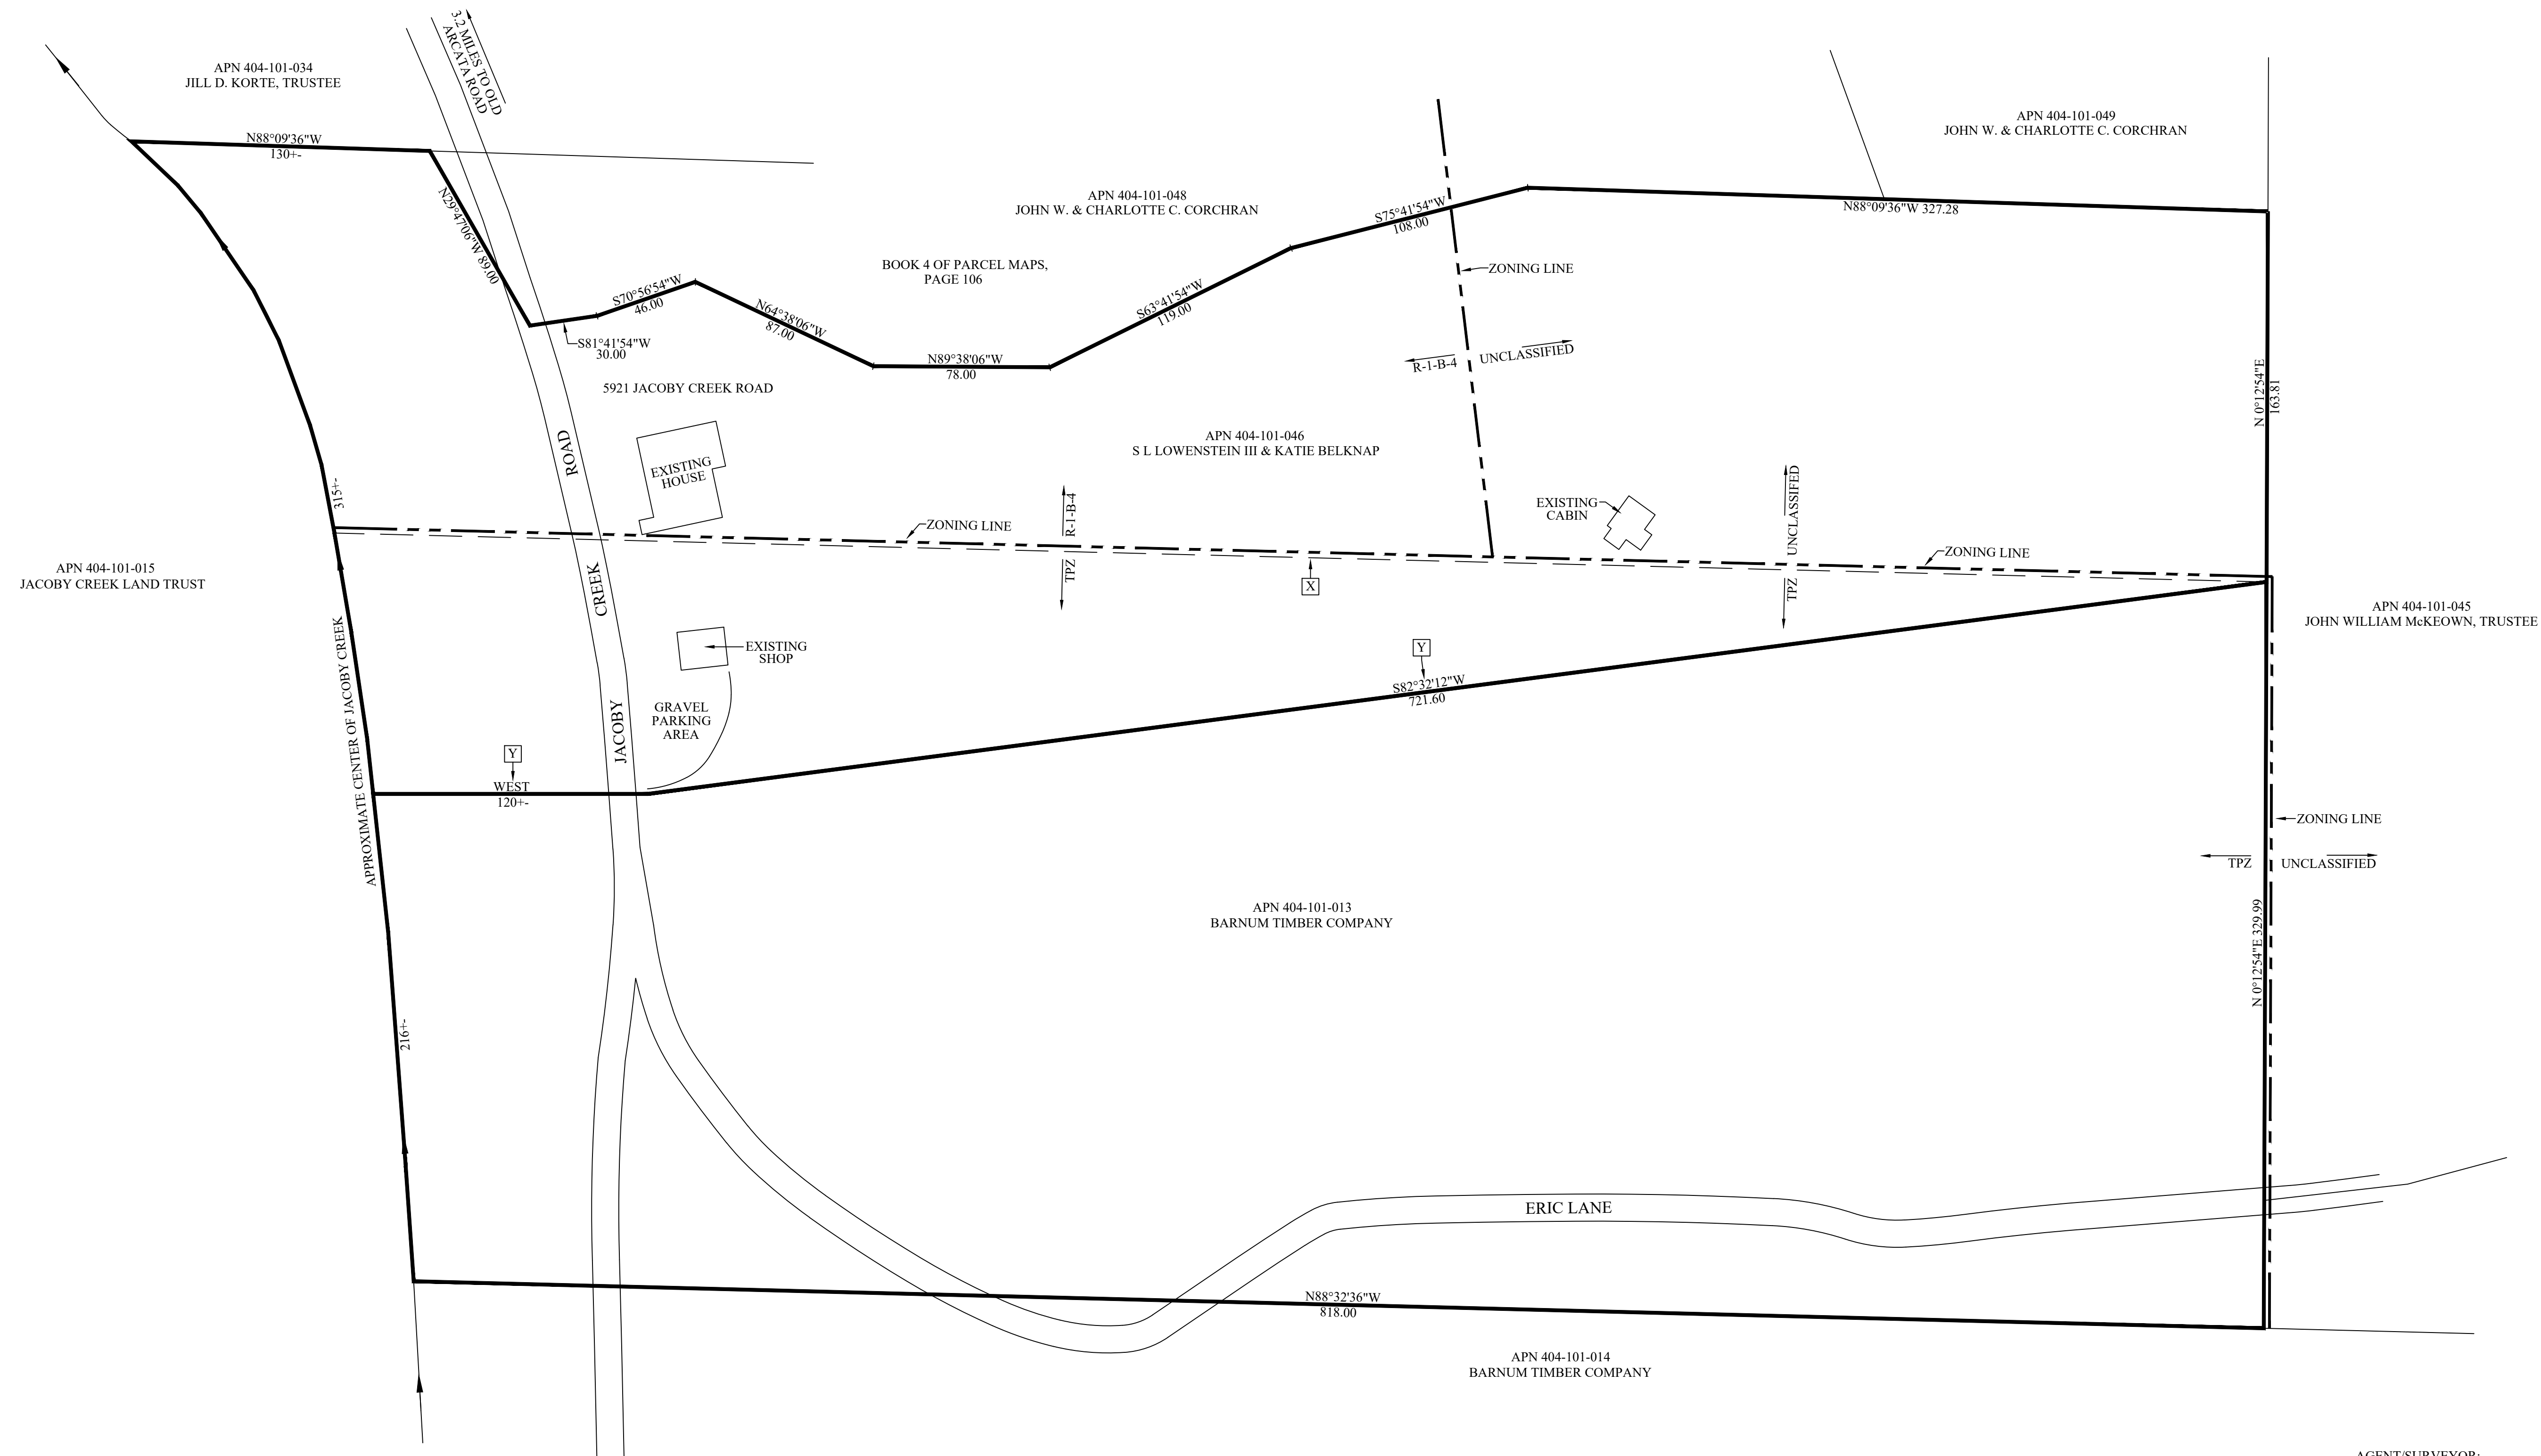 3.2 MILES TO OLD
ARCATA ROAD
APN 404-101-034
JILL D. KORTE, TRUSTEE
N88°09'36"W
130+-
APN 404-101-049
JOHN W. & CHARLOTTE C. CORCHRAN
APN 404-101-048
JOHN W. & CHARLOTTE C. CORCHRAN
N29°47'06"W 89.00
S75°41'54"W
108.00
N88°09'36"W 327.28
BOOK 4 OF PARCEL MAPS,
PAGE 106
ZONING LINE
S70°56'54"W
46.00
N64°38'06"W
87.00
S63°41'54"W
119.00
S81°41'54"W
30.00
N89°38'06"W
78.00
R-1-B-4
UNCLASSIFIED
N 0°12'54"E
163.81
5921 JACOBY CREEK ROAD
ROAD
EXISTING
HOUSE
APN 404-101-046
S L LOWENSTEIN III & KATIE BELKNAP
315+-
ZONING LINE
R-1-B-4
TPZ
EXISTING
CABIN
UNCLASSIFED
TPZ
ZONING LINE
X
APN 404-101-015
JACOBY CREEK LAND TRUST
CREEK
APN 404-101-045
JOHN WILLIAM McKEOWN, TRUSTEE
EXISTING
SHOP
Y
S82°32'12"W
721.60
APPROXIMATE CENTER OF JACOBY CREEK
GRAVEL
PARKING
AREA
JACOBY
Y
WEST
120+-
ZONING LINE
TPZ
UNCLASSIFIED
APN 404-101-013
BARNUM TIMBER COMPANY
N 0°12'54"E 329.99
216+-
ERIC LANE
N88°32'36"W
818.00
APN 404-101-014
BARNUM TIMBER COMPANY
AGENT/SURVEYOR: